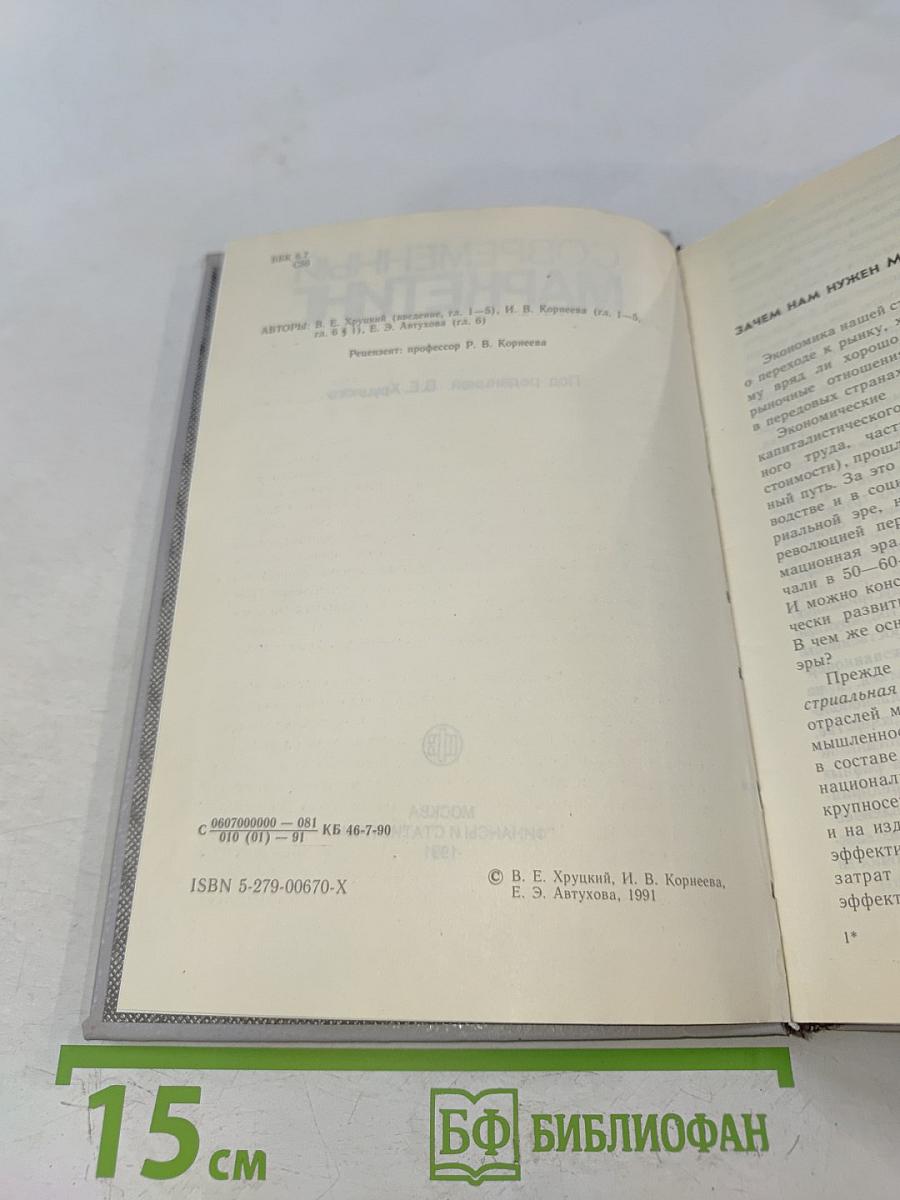 ББК 6.7
С56
АВТОРЫ: В. Е. Хруцкий (введение, гл. 1—5), И. В. Корнеева (гл. 1—5,
гл. 6 § 1), Е. Э. Автухова (гл. 6)
Рецензент: профессор Р. В. Корнеева
С 0607000000 — 081
010 (01) — 91 КБ 46-7-90
ISBN 5-279-00670-X
© В. Е. Хруцкий, И. В. Корнеева,
Е. Э. Автухова, 1991
ЗАЧЕМ НАМ НУЖЕН М
Экономика нашей ст
о переходе к рынку, х
му вряд ли хорошо
рыночные отношени
в передовых странах
Экономические
капиталистического
ного труда, част
стоимости), прошл
ный путь. За это
водстве и в соци
риальной эре, н
революцией пер
мационная эра
чали в 50—60-
И можно конс
чески развит
В чем же осн
эры?
Прежде
стриальная
отраслей м
мышленнос
в составе
национал
крупносе
и на изд
эффекти
затрат
эффект
1*
15 см
БФ БИБЛИОФАН